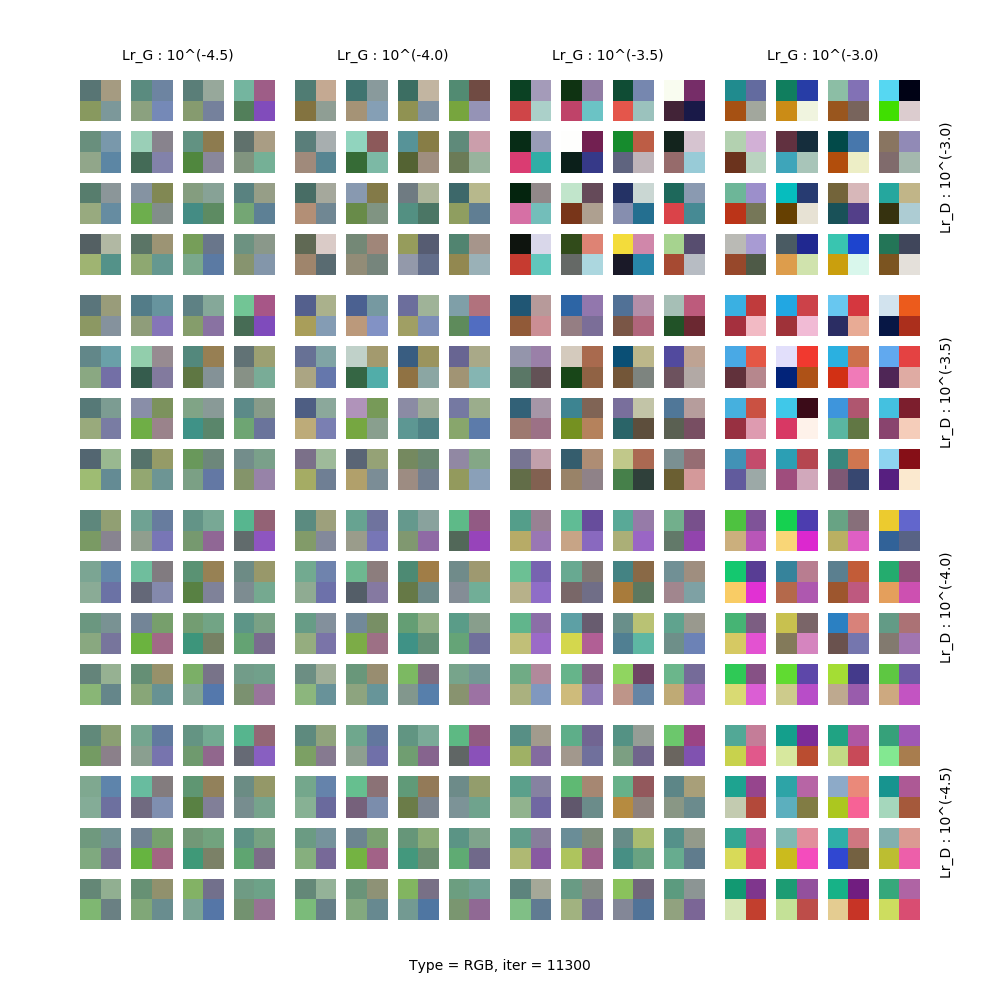 Lr_G : 10^(-4.5)
Lr_G : 10^(-4.0)
Lr_G : 10^(-3.5)
Lr_G : 10^(-3.0)
Lr_D : 10^(-3.0)
Lr_D : 10^(-3.5)
Lr_D : 10^(-4.0)
Lr_D : 10^(-4.5)
Type = RGB, iter = 11300